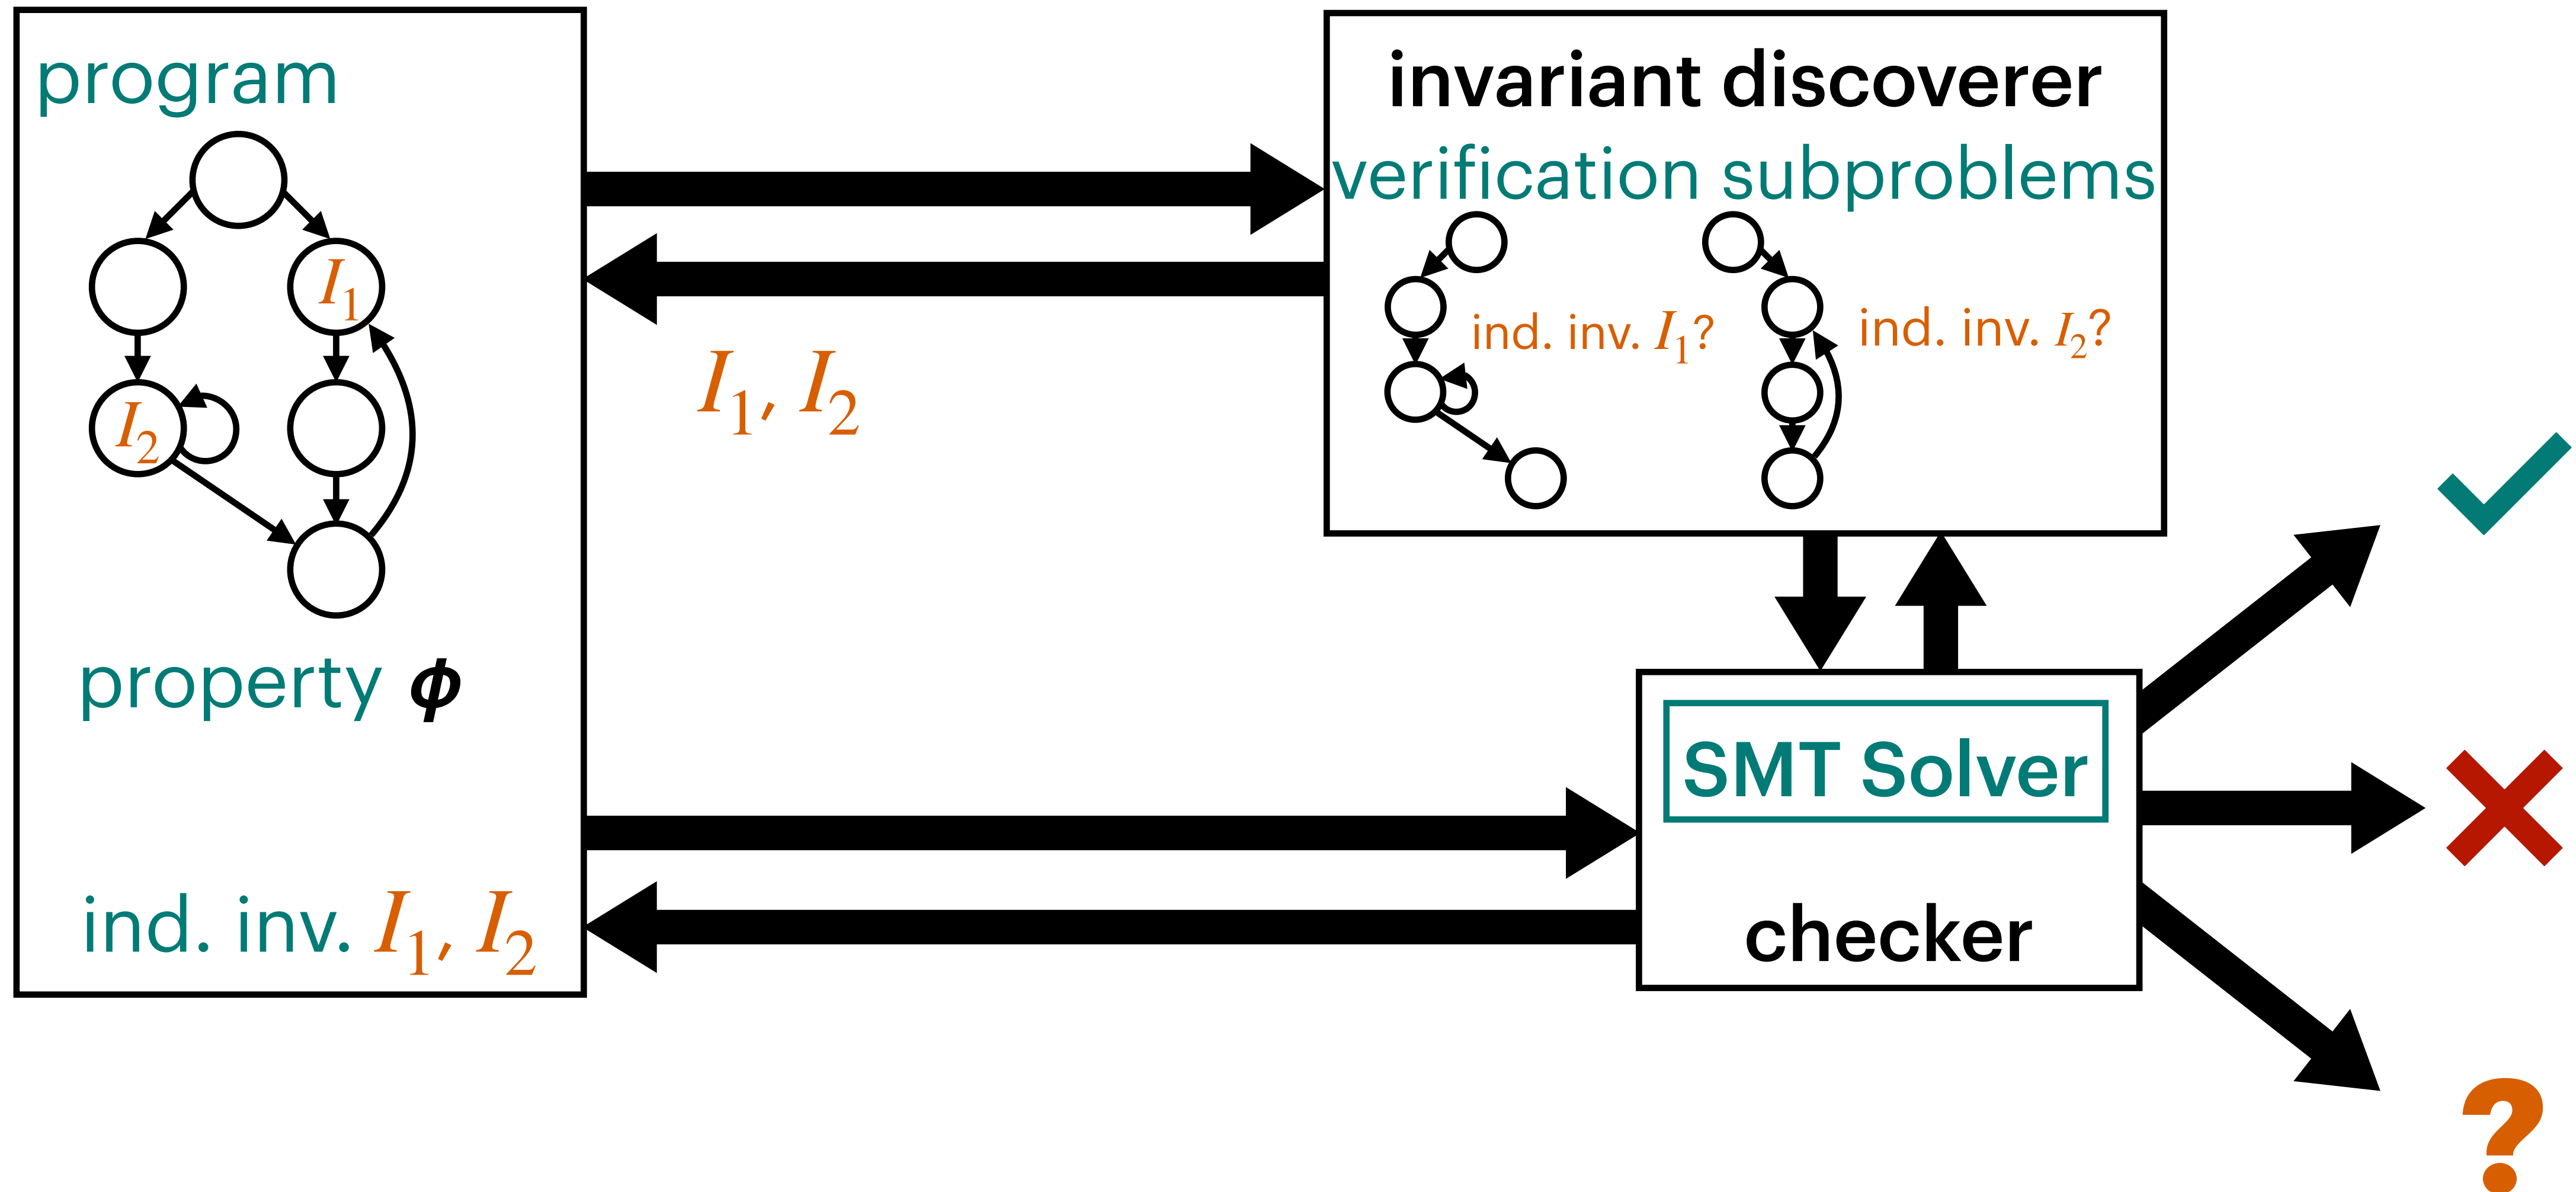 program
I₁
I₂
property ϕ
ind. inv. I₁, I₂
I₁, I₂
invariant discoverer
verification subproblems
ind. inv. I₁?
ind. inv. I₂?
SMT Solver
checker
?